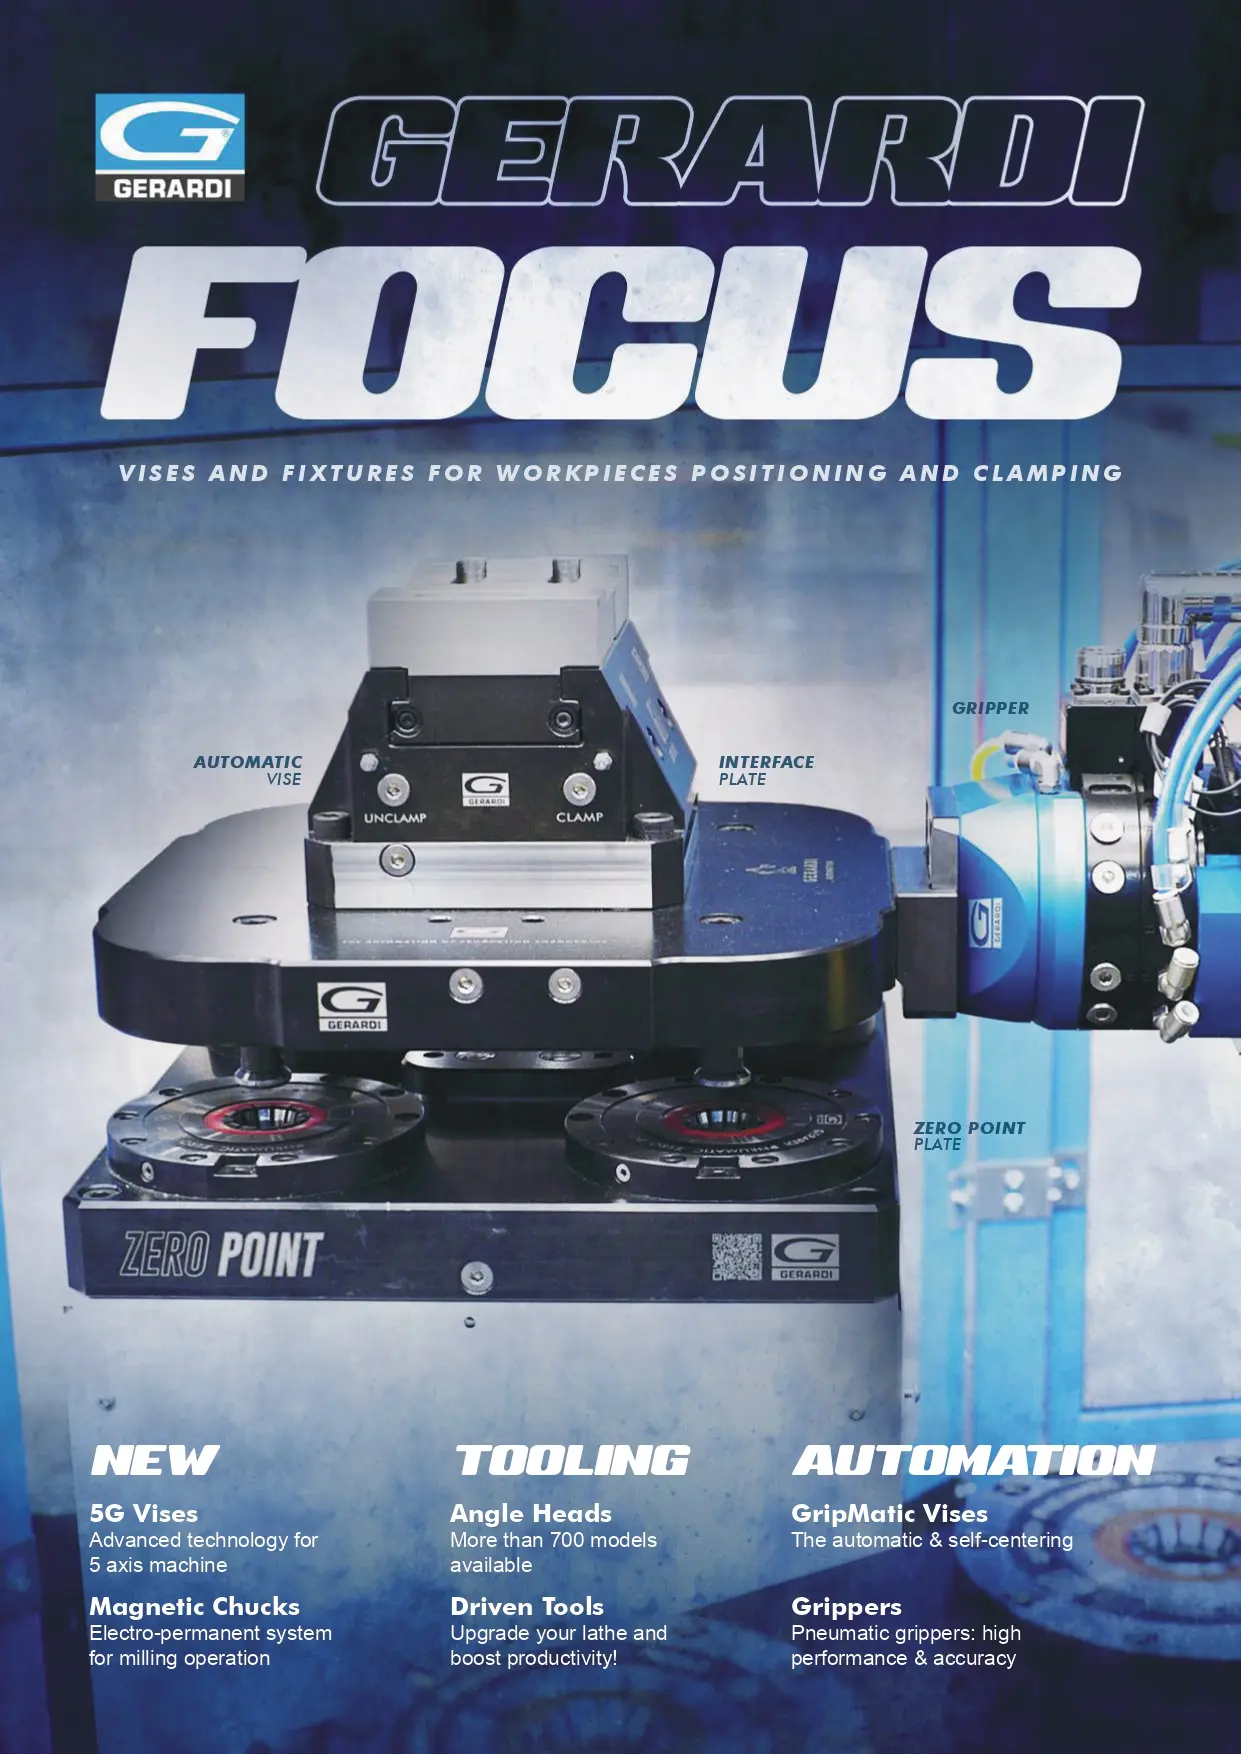 GERARDI
GERARDI
FOCUS
VISES AND FIXTURES FOR WORKPIECES POSITIONING AND CLAMPING
GRIPPER
AUTOMATIC
VISE
INTERFACE
PLATE
GERARDI
UNCLAMP
CLAMP
GERARDI
GERARDI
GERARDI
ZERO POINT
PLATE
ZERO POINT
GERARDI
NEW
5G Vises
Advanced technology for
5 axis machine
Magnetic Chucks
Electro-permanent system
for milling operation
TOOLING
Angle Heads
More than 700 models
available
Driven Tools
Upgrade your lathe and
boost productivity!
AUTOMATION
GripMatic Vises
The automatic & self-centering
Grippers
Pneumatic grippers: high
performance & accuracy